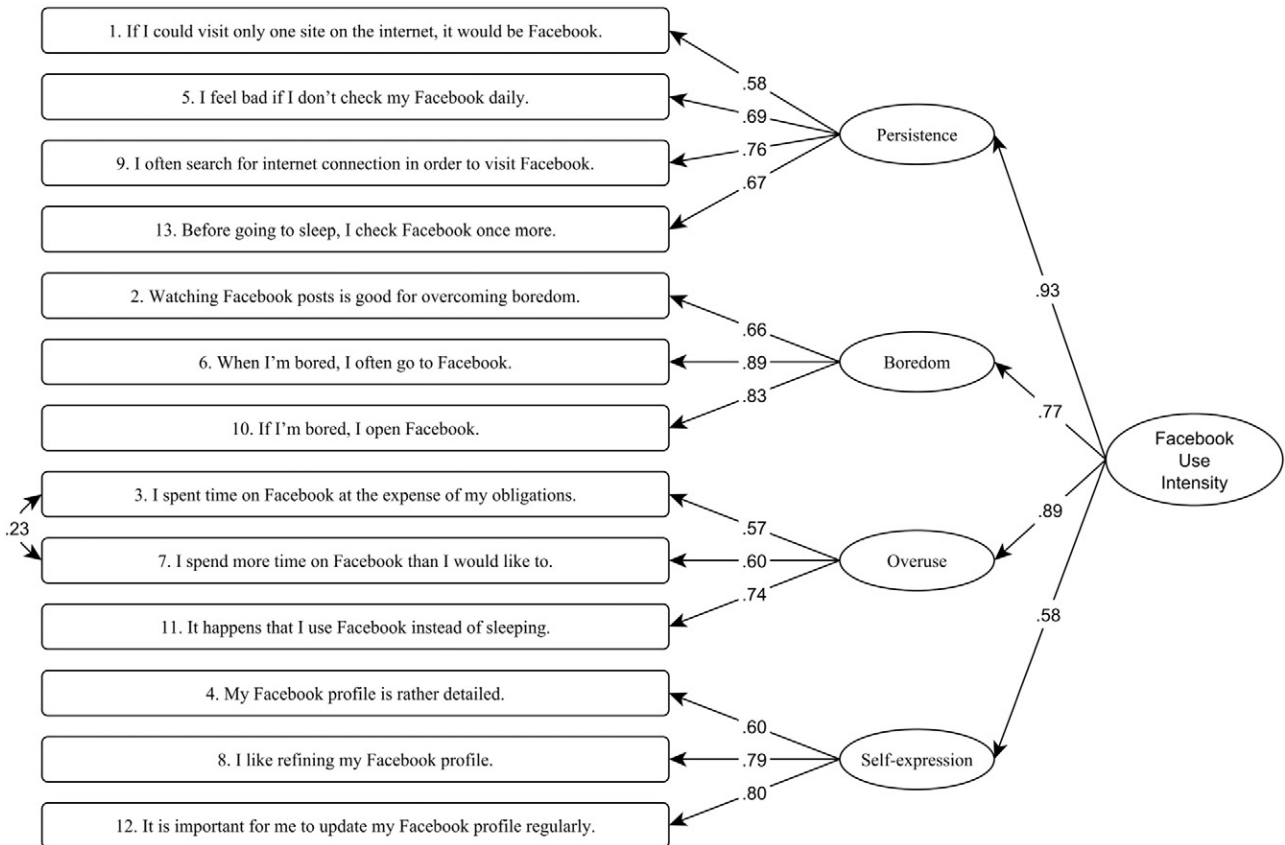 1. If I could visit only one site on the internet, it would be Facebook.
.58
5. I feel bad if I don’t check my Facebook daily.
.69
Persistence
9. I often search for internet connection in order to visit Facebook.
.76
.67
13. Before going to sleep, I check Facebook once more.
2. Watching Facebook posts is good for overcoming boredom.
.93
.66
6. When I’m bored, I often go to Facebook.
.89
Boredom
.83
.77
10. If I’m bored, I open Facebook.
Facebook
Use
Intensity
3. I spent time on Facebook at the expense of my obligations.
.23
.57
.89
7. I spend more time on Facebook than I would like to.
.60
Overuse
.74
11. It happens that I use Facebook instead of sleeping.
.58
4. My Facebook profile is rather detailed.
.60
8. I like refining my Facebook profile.
.79
Self-expression
.80
12. It is important for me to update my Facebook profile regularly.